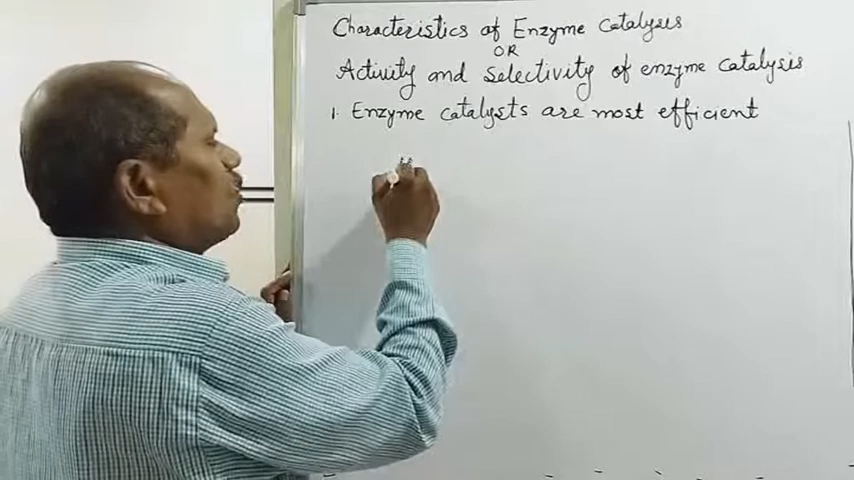 Characteristics of Enzyme catalysis
OR
Activity and selectivity of enzyme catalysis
1. Enzyme catalysts are most efficient